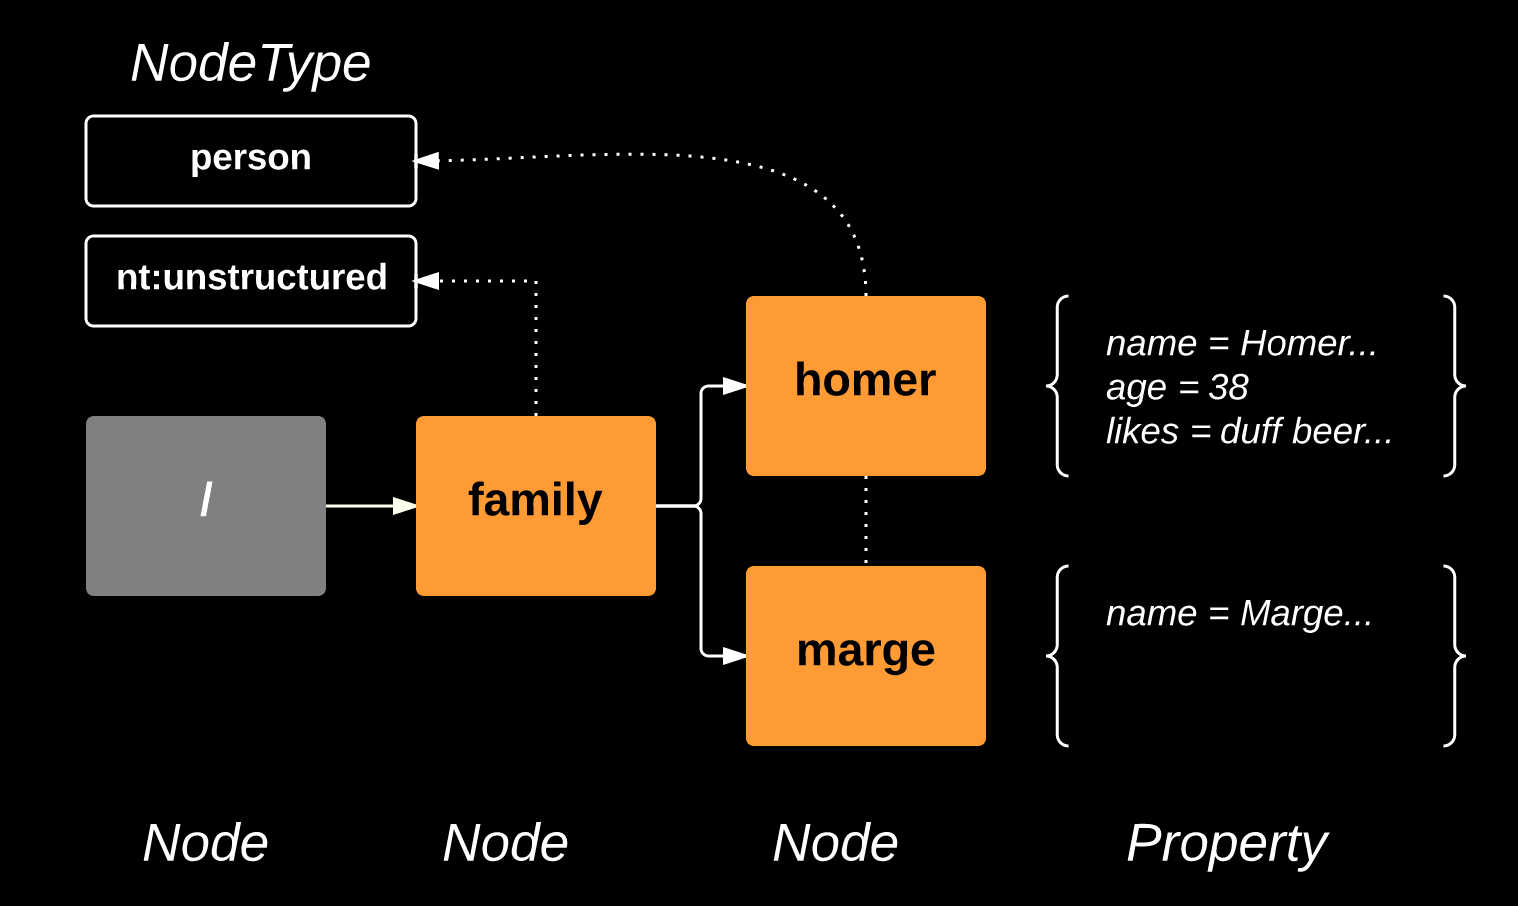 NodeType
person
nt:unstructured
/
family
homer
name = Homer...
age = 38
likes = duff beer...
marge
name = Marge...
Node
Node
Node
Property